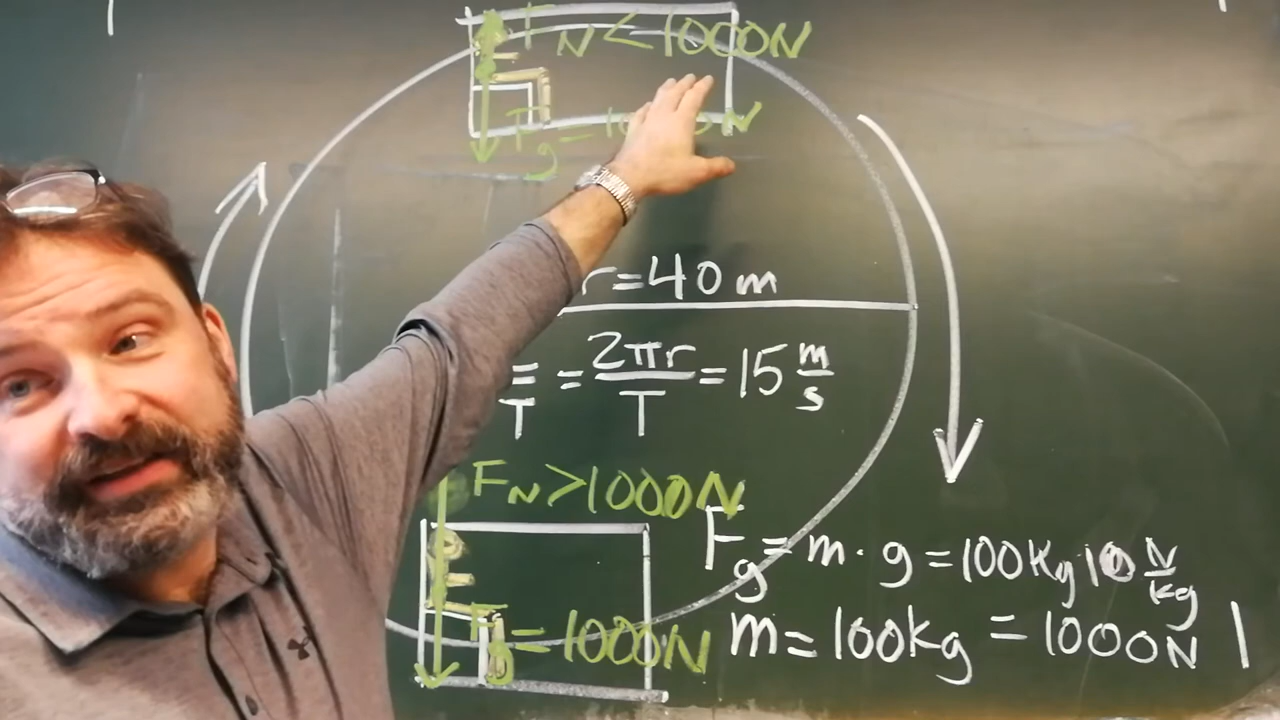 F_N < 1000N
F_g = 1000N
r = 40 m
= 2πr/T = 15 m/s
F_N > 1000N
F_g = 1000N
F_g = m · g = 100Kg 10 N/kg
m = 100kg = 1000N